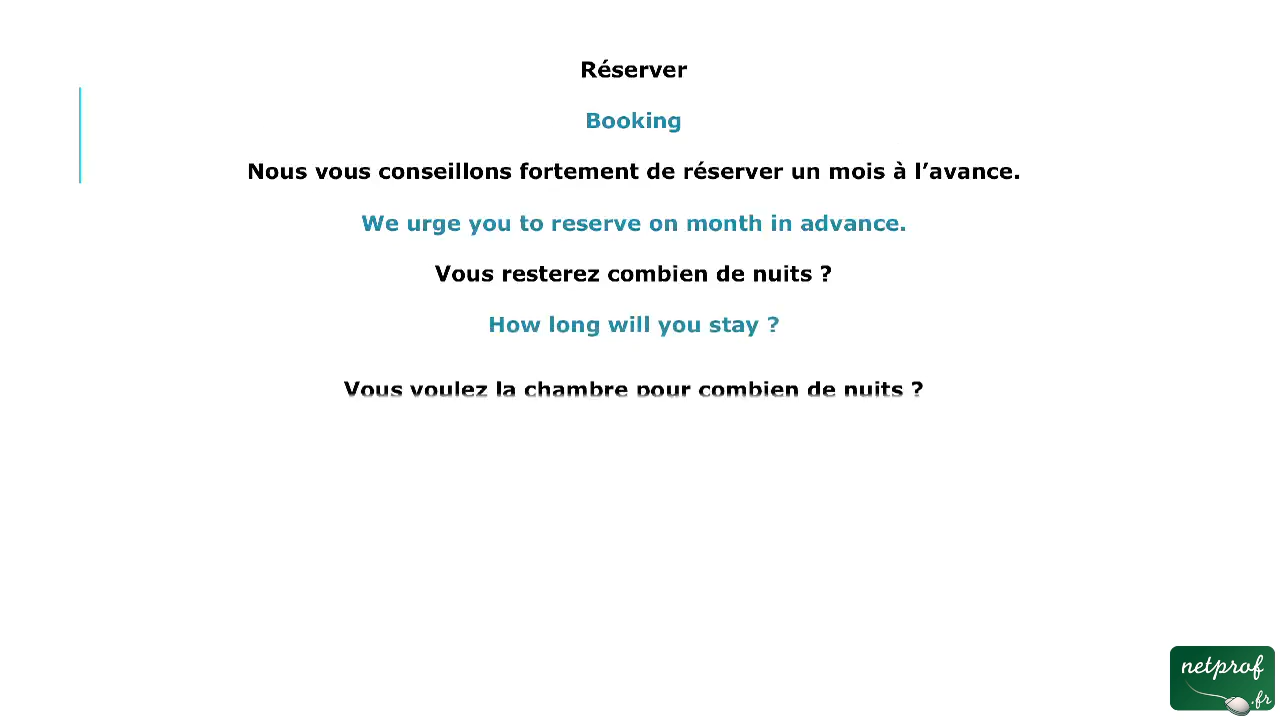 Réserver
Booking
Nous vous conseillons fortement de réserver un mois à l’avance.
We urge you to reserve on month in advance.
Vous resterez combien de nuits ?
How long will you stay ?
Vous voulez la chambre pour combien de nuits ?
netprof
.fr